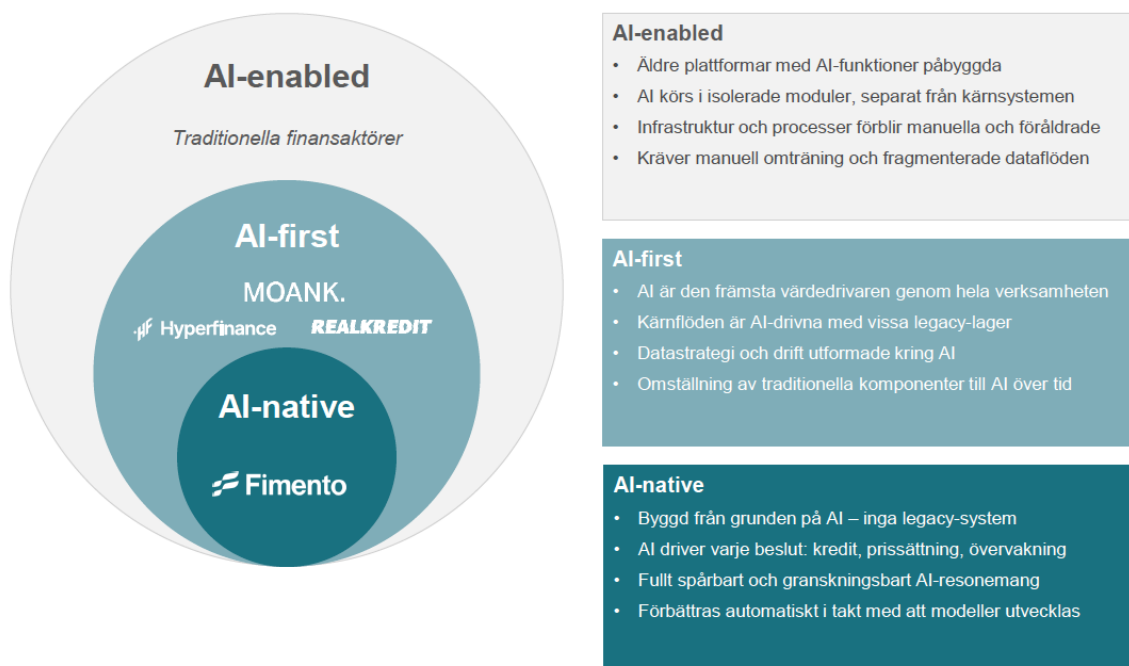 AI-enabled
Traditionella finansaktörer
AI-first
MOANK.
Hyperfinance
REALKREDIT
AI-native
Fimento
AI-enabled
• Äldre plattformar med AI-funktioner påbyggda
• AI körs i isolerade moduler, separat från kärnsystemen
• Infrastruktur och processer förblir manuella och föråldrade
• Kräver manuell omträning och fragmenterade dataflöden
AI-first
• AI är den främsta värdedrivaren genom hela verksamheten
• Kärnflöden är AI-drivna med vissa legacy-lager
• Datastrategi och drift utformade kring AI
• Omställning av traditionella komponenter till AI över tid
AI-native
• Byggd från grunden på AI – inga legacy-system
• AI driver varje beslut: kredit, prissättning, övervakning
• Fullt spårbart och granskningsbart AI-resonemang
• Förbättras automatiskt i takt med att modeller utvecklas